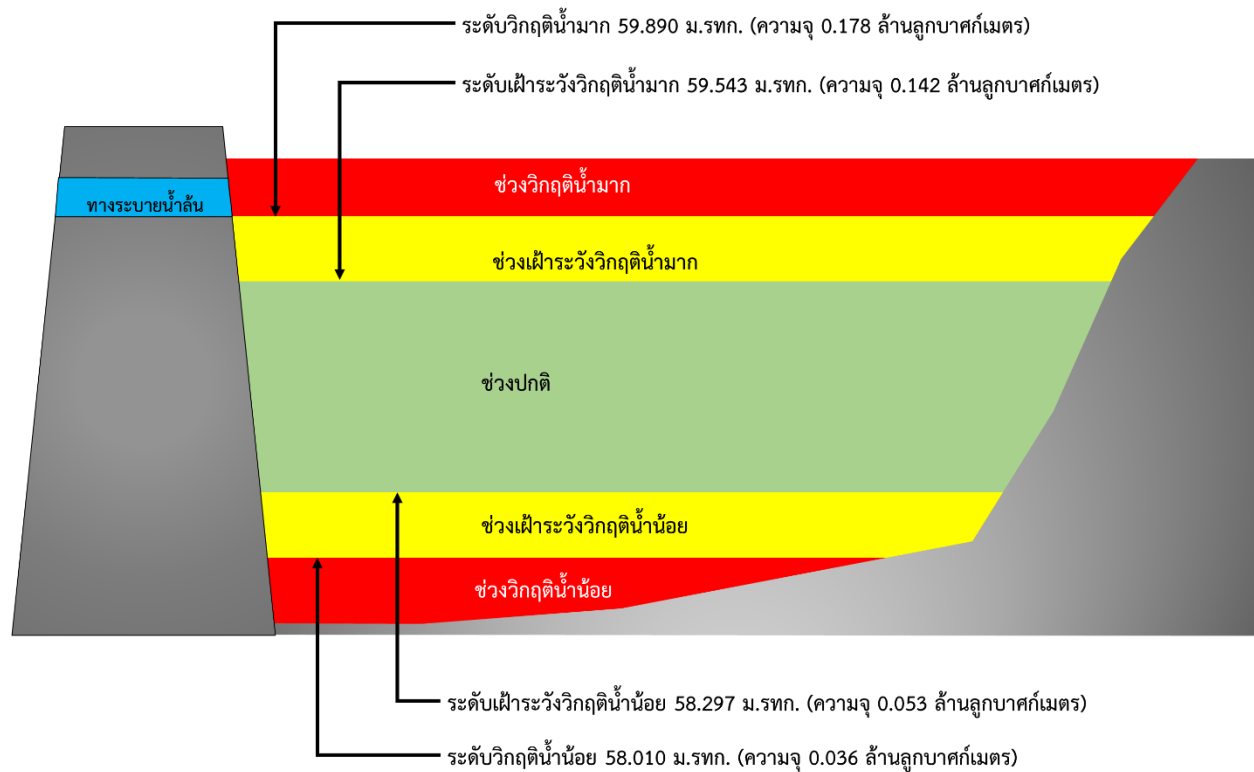 ระดับวิกฤติน้ำมาก 59.890 ม.รทก. (ความจุ 0.178 ล้านลูกบาศก์เมตร)
ระดับเฝ้าระวังวิกฤติน้ำมาก 59.543 ม.รทก. (ความจุ 0.142 ล้านลูกบาศก์เมตร)
ช่วงวิกฤติน้ำมาก
ทางระบายน้ำล้น
ช่วงเฝ้าระวังวิกฤติน้ำมาก
ช่วงปกติ
ช่วงเฝ้าระวังวิกฤติน้ำน้อย
ช่วงวิกฤติน้ำน้อย
ระดับเฝ้าระวังวิกฤติน้ำน้อย 58.297 ม.รทก. (ความจุ 0.053 ล้านลูกบาศก์เมตร)
ระดับวิกฤติน้ำน้อย 58.010 ม.รทก. (ความจุ 0.036 ล้านลูกบาศก์เมตร)